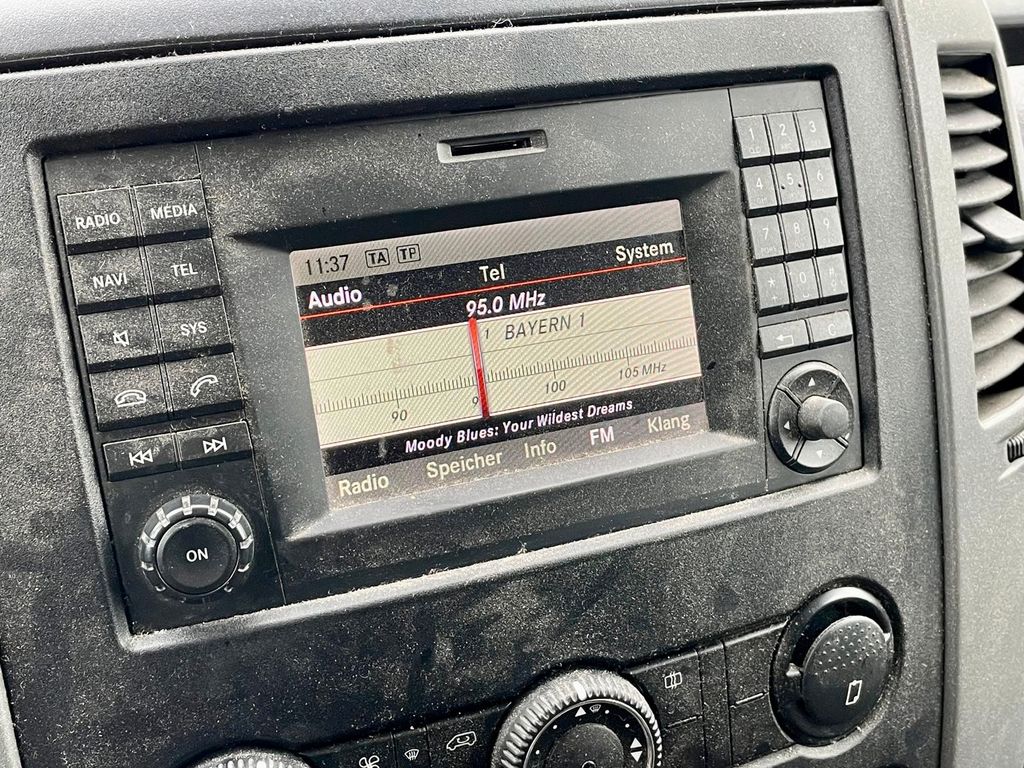 RADIO MEDIA
NAVI TEL
SYS
ON
11:37 TA TP
Audio Tel System
95.0 MHz
1 BAYERN 1
90 9 100 105 MHz
Moody Blues: Your Wildest Dreams
Radio Speicher Info FM Klang
1 2 3
4 5 6
7 8 9
* 0 #
C